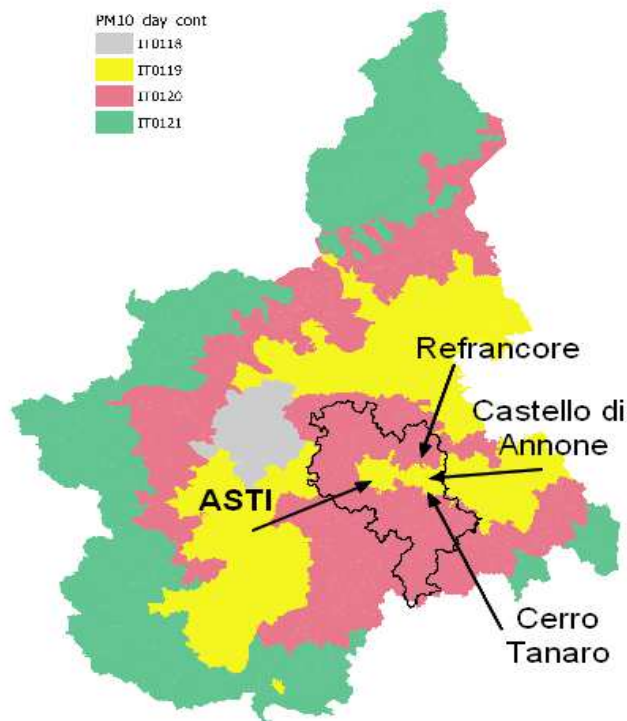 PM10 day cont
IT0118
IT0119
IT0120
IT0121
Refrancore
Castello di
Annone
ASTI
Cerro
Tanaro